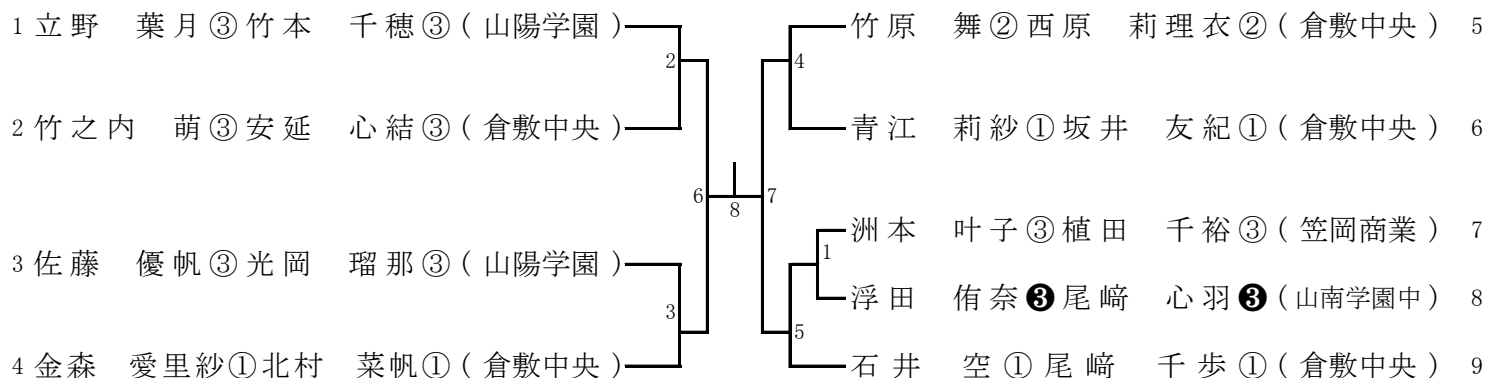 1 立野 葉月③竹本 千穂③(山陽学園)
2 竹之内 萌③安延 心結③(倉敷中央)
3 佐藤 優帆③光岡 瑠那③(山陽学園)
4 金森 愛里紗①北村 菜帆①(倉敷中央)
2
3
6
8
7
4
1
5
竹原 舞②西原 莉理衣②(倉敷中央) 5
青江 莉紗①坂井 友紀①(倉敷中央) 6
洲本 叶子③植田 千裕③(笠岡商業) 7
浮田 侑奈❸尾﨑 心羽❸(山南学園中) 8
石井 空①尾﨑 千歩①(倉敷中央) 9